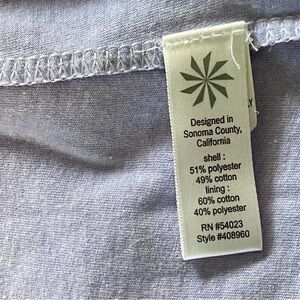 Designed in
Sonoma County,
California
shell :
51% polyester
49% cotton
lining :
60% cotton
40% polyester
RN #54023
Style #408960